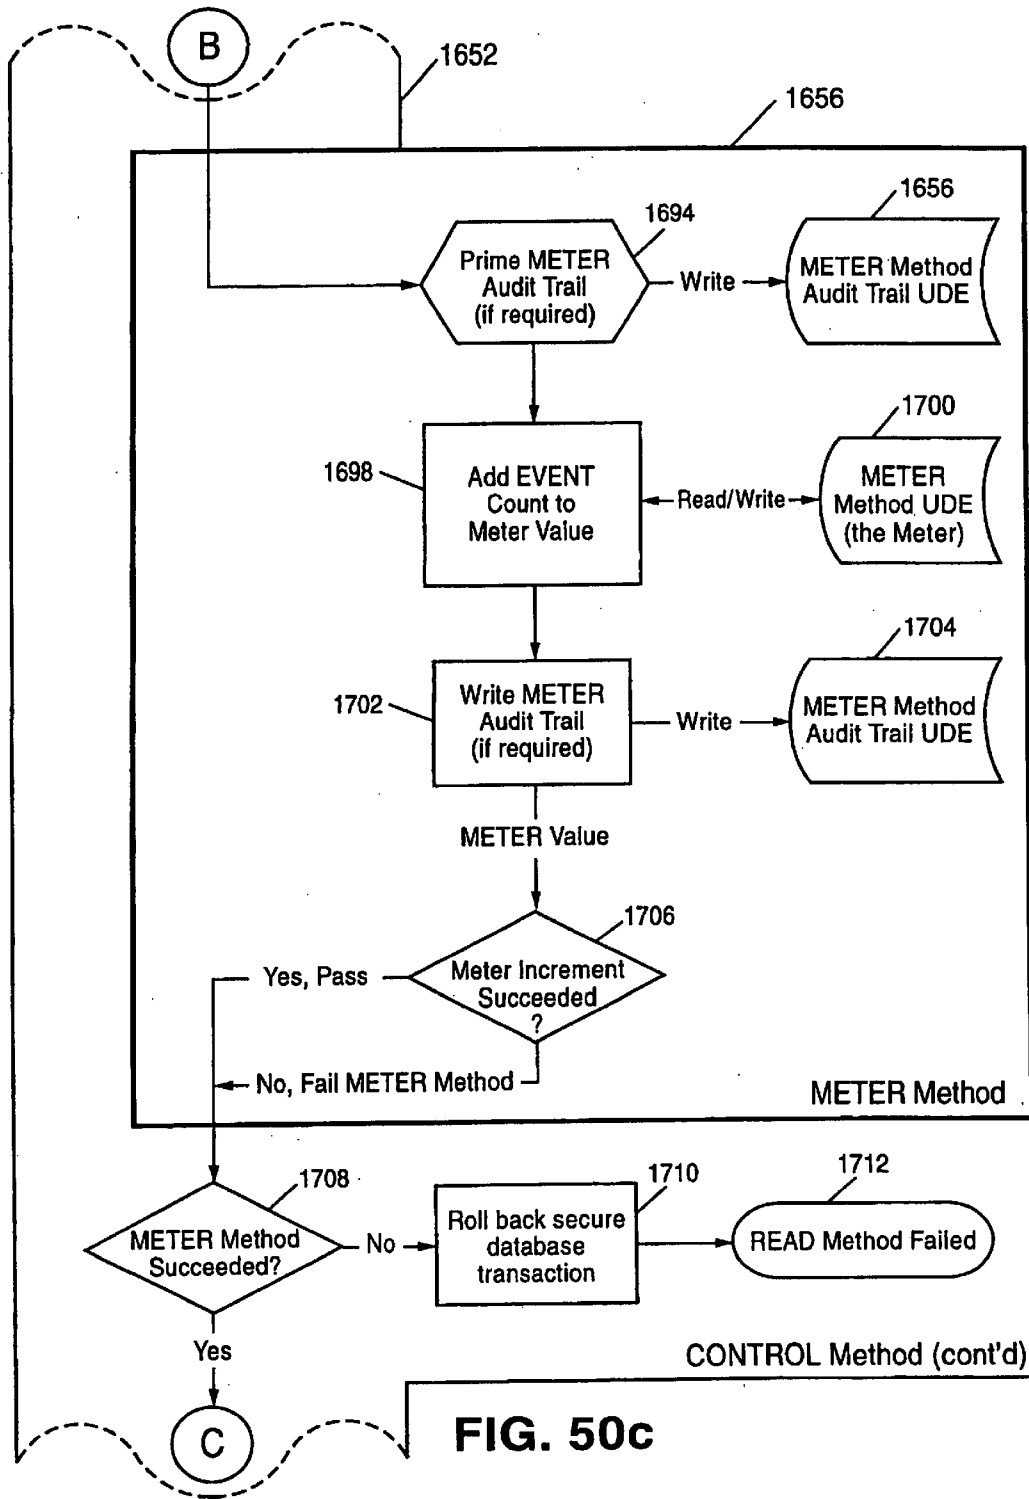 B
1652
1656
1694
1656
Prime METER
Audit Trail
(if required)
Write
METER Method
Audit Trail UDE
1700
1698
Add EVENT
Count to
Meter Value
Read/Write
METER
Method UDE
(the Meter)
1704
1702
Write METER
Audit Trail
(if required)
Write
METER Method
Audit Trail UDE
METER Value
1706
Yes, Pass
Meter Increment
Succeeded
?
No, Fail METER Method
METER Method
1708
1710
1712
METER Method
Succeeded?
No
Roll back secure
database
transaction
READ Method Failed
Yes
CONTROL Method (cont'd)
C
FIG. 50c